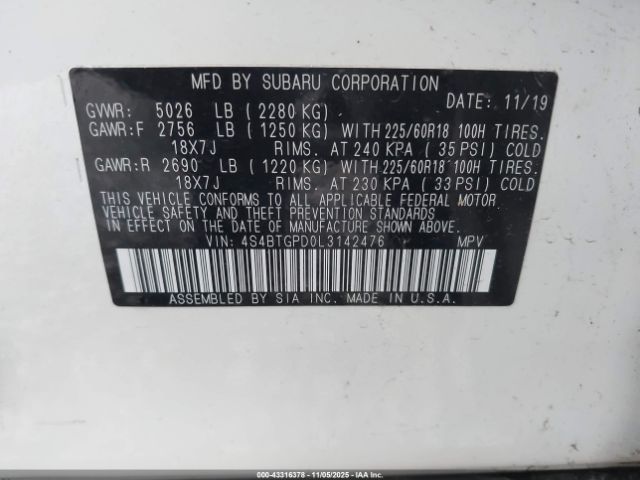 MFD BY SUBARU CORPORATION
DATE: 11/19
GVWR: 5026 LB ( 2280 KG)
GAWR:F 2756 LB ( 1250 KG) WITH 225/60R18 100H TIRES.
18X7J RIMS. AT 240 KPA ( 35 PSI) COLD
GAWR:R 2690 LB ( 1220 KG) WITH 225/60R18 100H TIRES.
18X7J RIMS. AT 230 KPA ( 33 PSI) COLD
THIS VEHICLE CONFORMS TO ALL APPLICABLE FEDERAL MOTOR
VEHICLE SAFETY AND THEFT PREVENTION STANDARDS
IN EFFECT ON THE DATE OF MANUFACTURE SHOWN ABOVE.
VIN: 4S4BTGPD0L3142476 MPV
ASSEMBLED BY SIA INC. MADE IN U.S.A.
000-43316378 - 11/05/2025 - IAAI